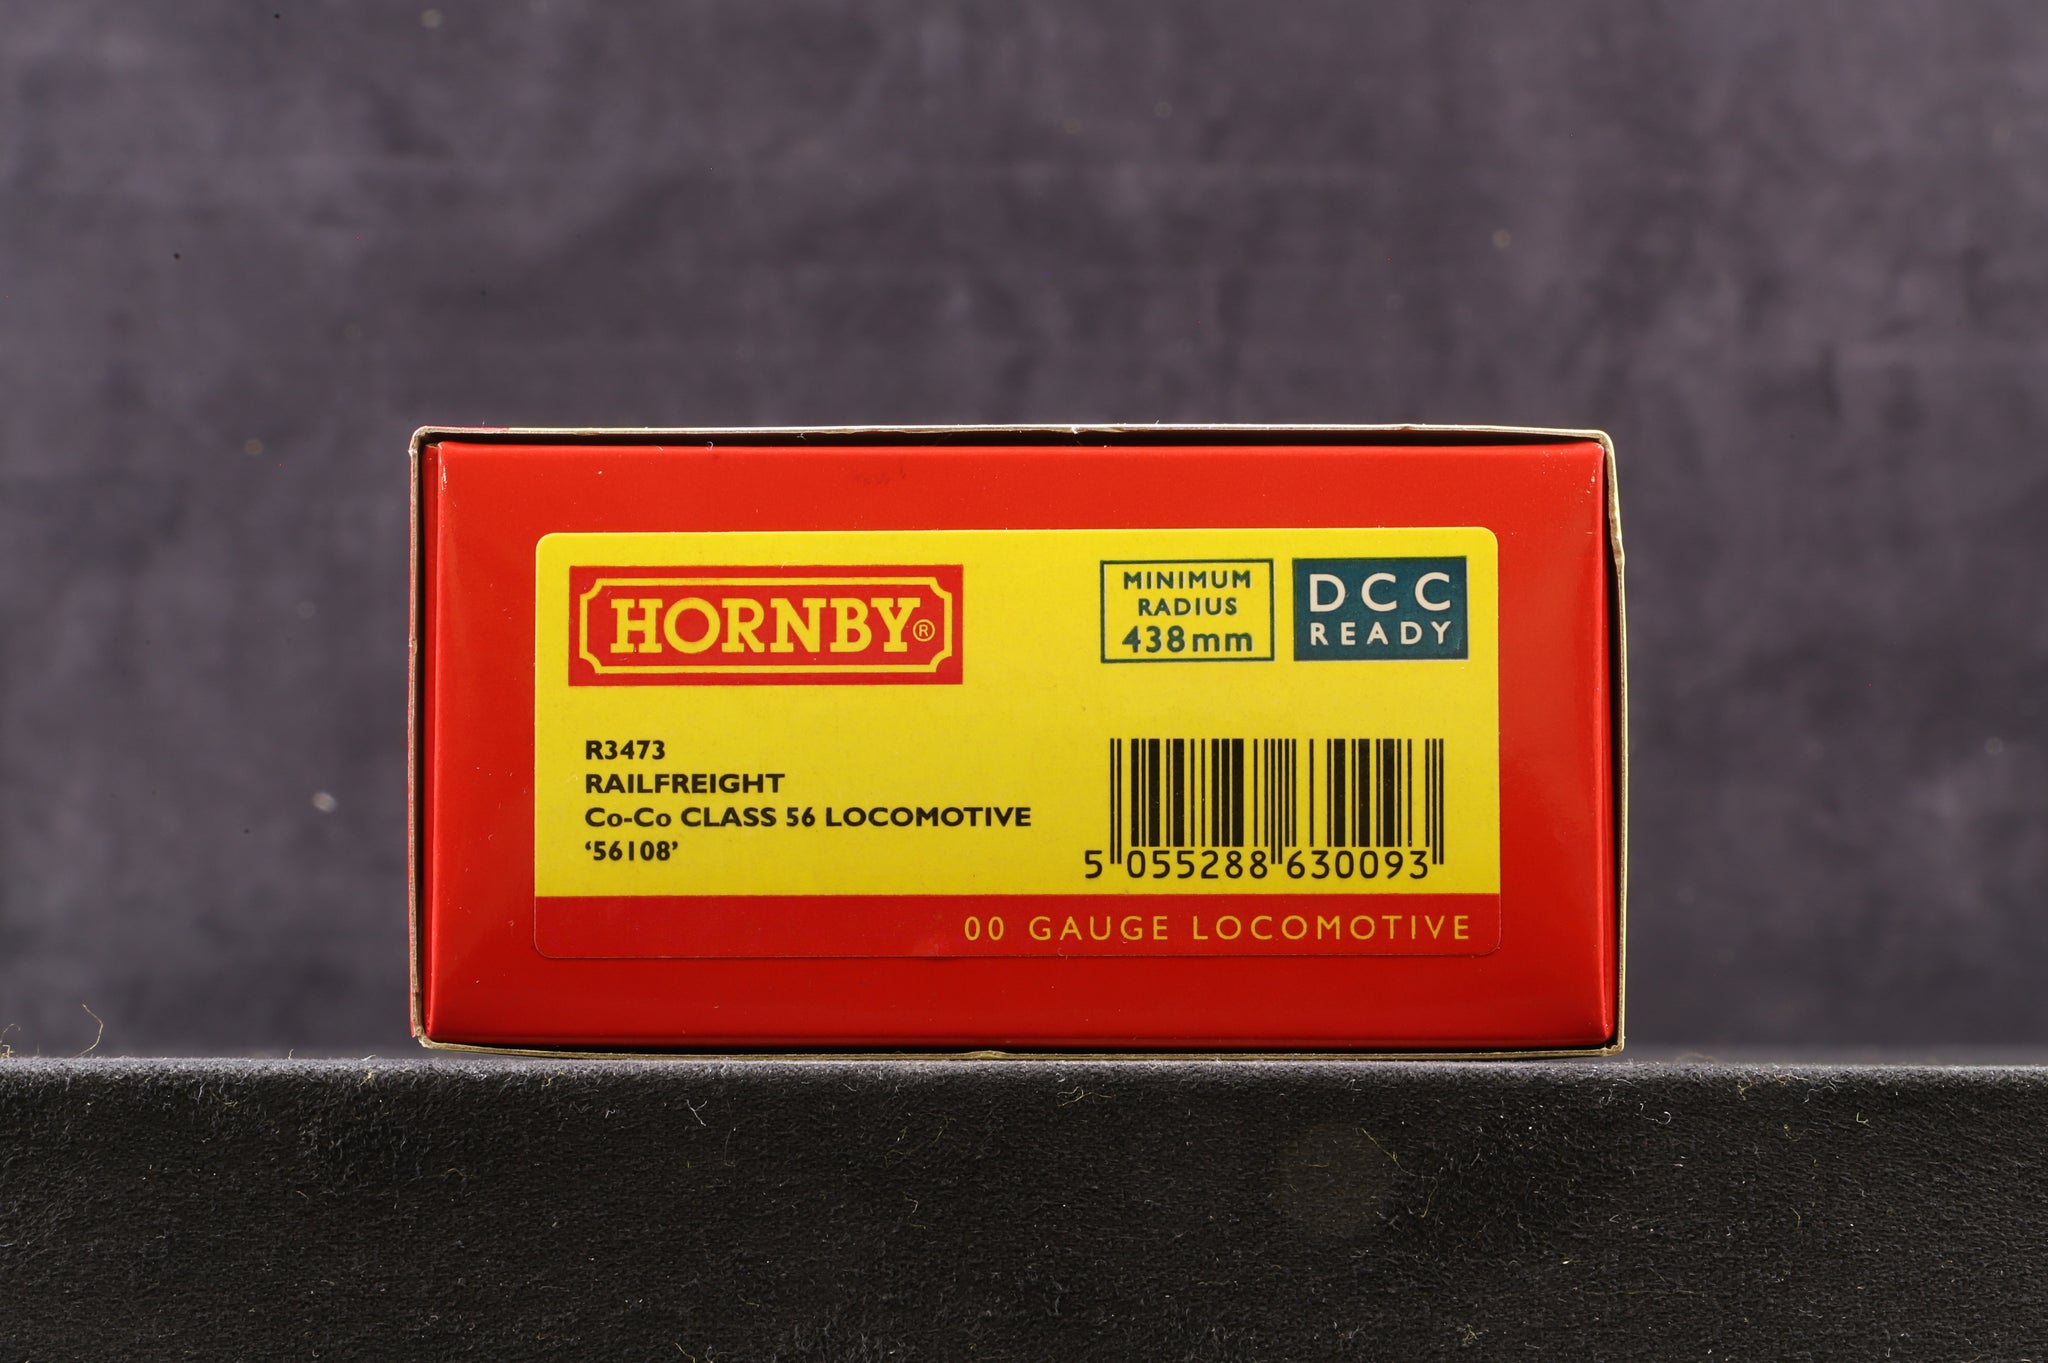 HORNBY®
MINIMUM
RADIUS
438mm
DCC
READY
R3473
RAILFREIGHT
Co-Co CLASS 56 LOCOMOTIVE
‘56108’
5 055288 630093
00 GAUGE LOCOMOTIVE